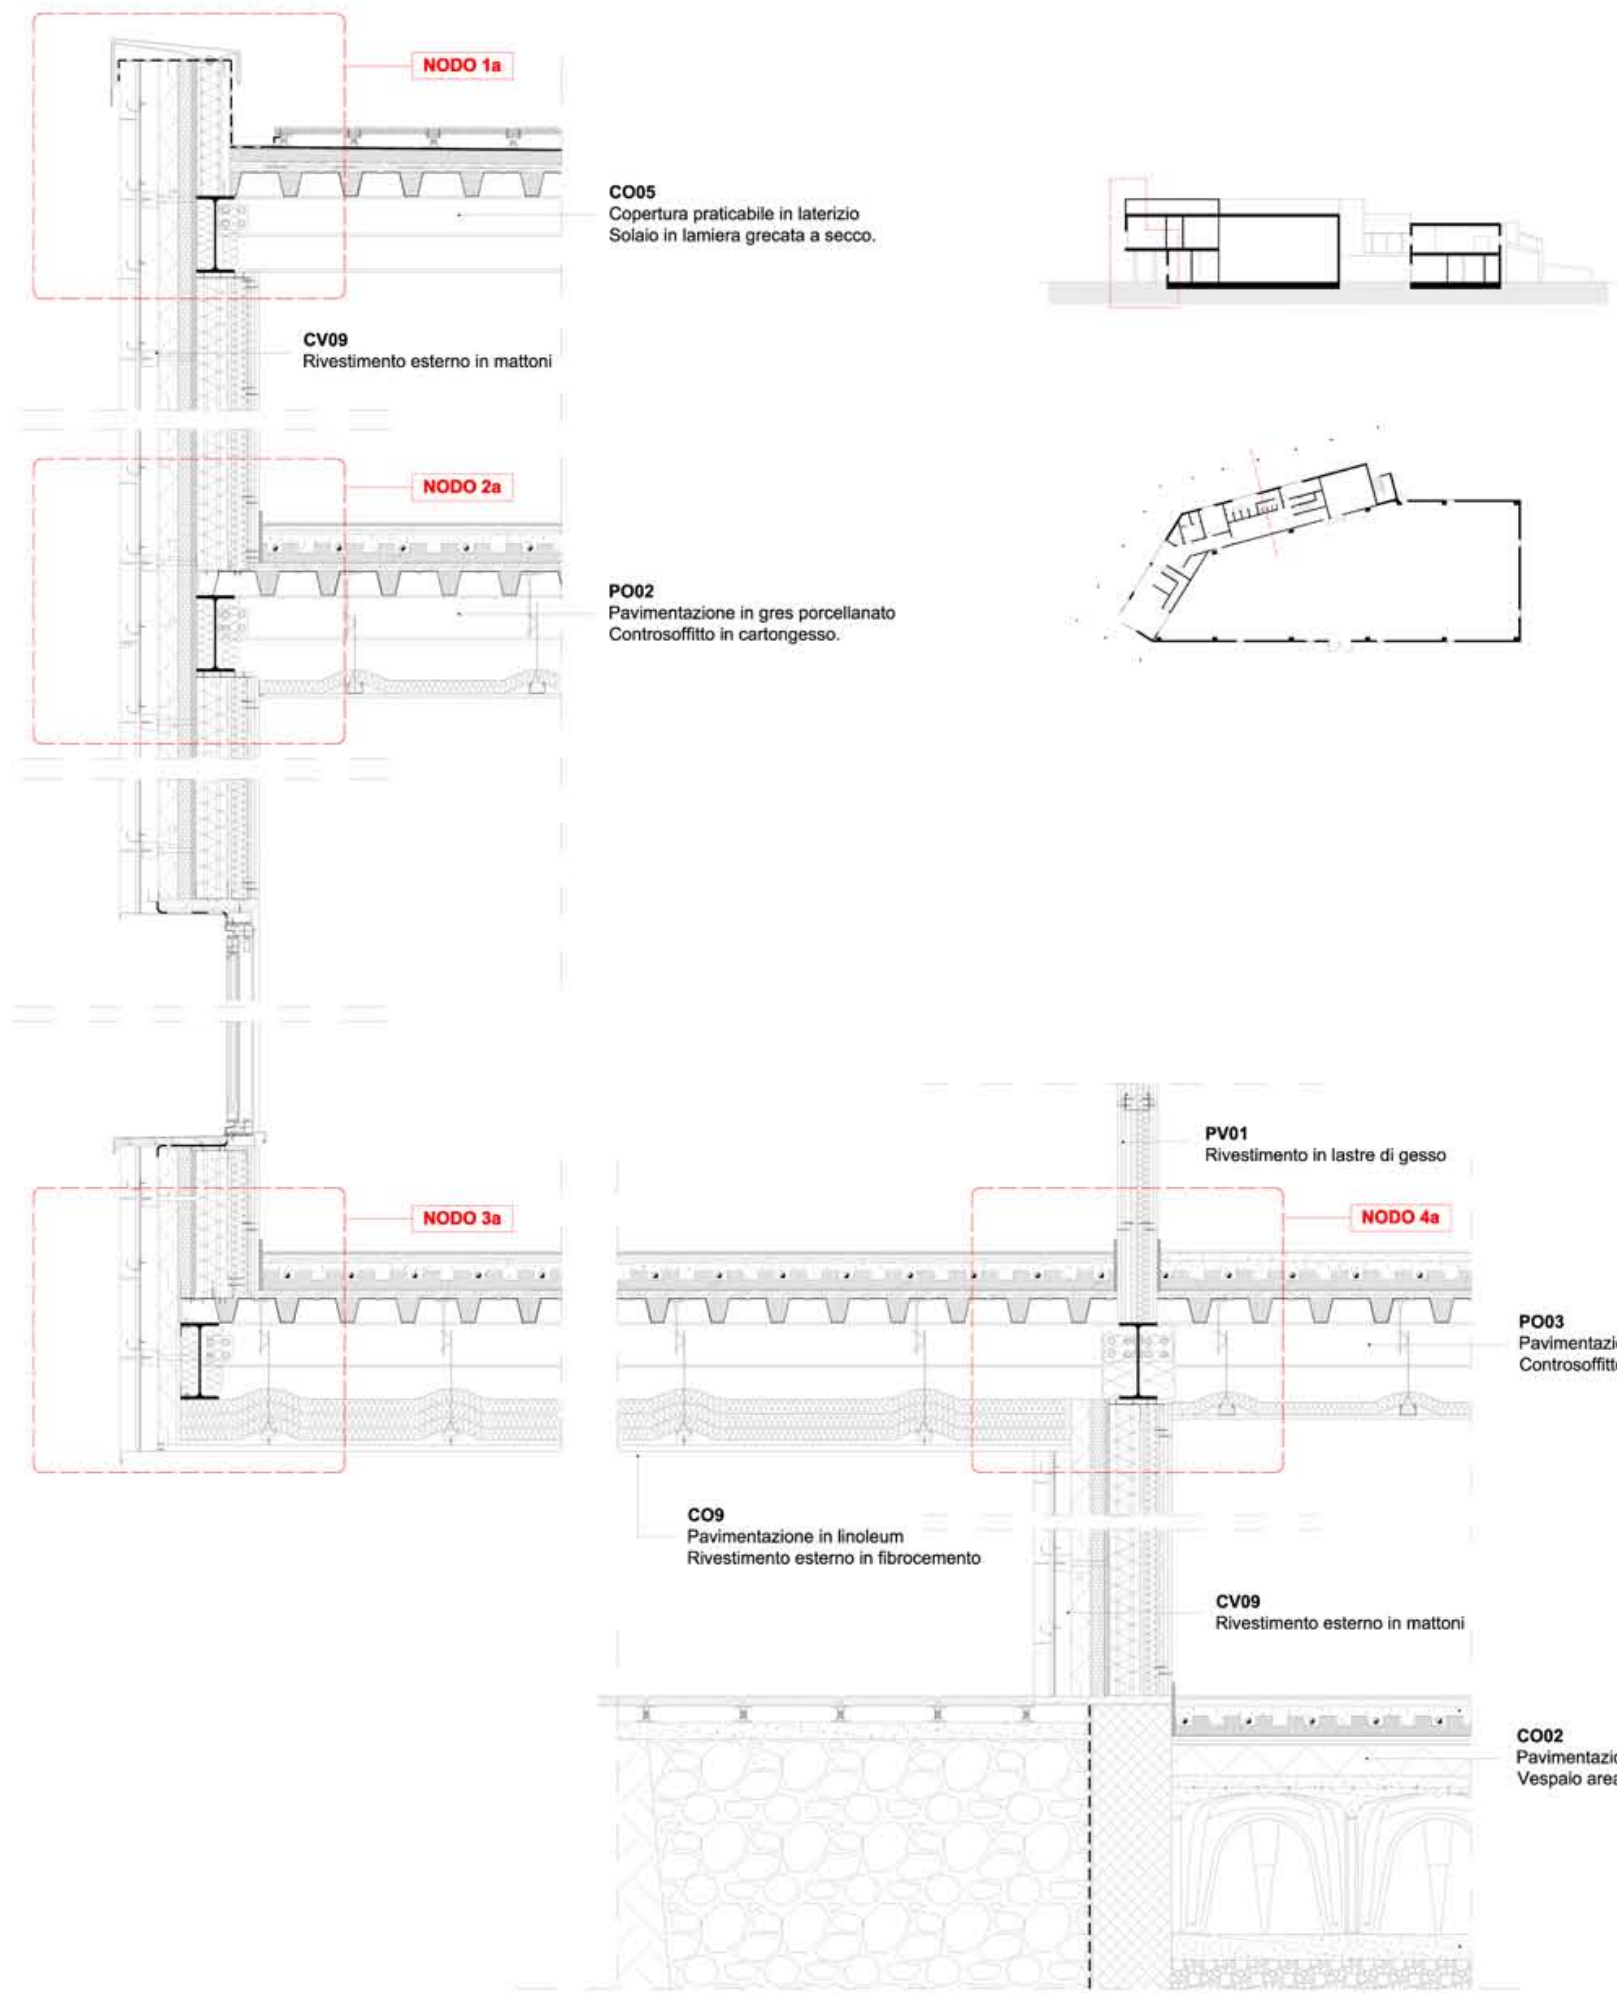 NODO 1a
CO05
Copertura praticabile in laterizio
Solaio in lamiera grecata a secco.
CV09
Rivestimento esterno in mattoni
NODO 2a
PO02
Pavimentazione in gres porcellanato
Controsoffitto in cartongesso.
PV01
Rivestimento in lastre di gesso
NODO 3a
NODO 4a
PO03
CO9
Pavimentazione in linoleum
Rivestimento esterno in fibrocemento
CV09
Rivestimento esterno in mattoni
CO02
Vespaio